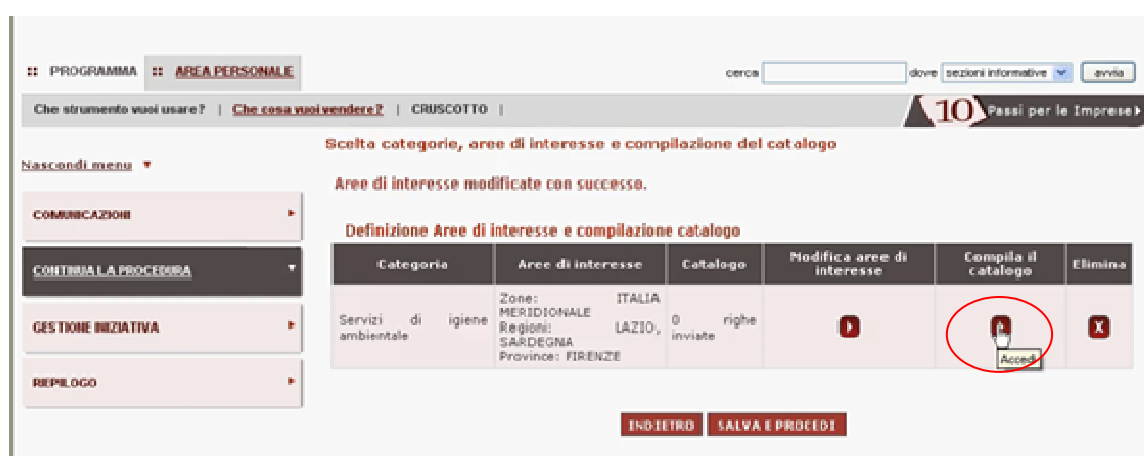 PROGRAMMA AREA PERSONALE cerca dove sezioni informative avvia
Che strumento vuoi usare? | Che cosa vuoi vendere? | CRUSCOTTO | 10 Passi per le Imprese
Scelta categorie, aree di interesse e compilazione del catalogo
Nascondi menu
Aree di interesse modificate con successo.
COMUNICAZIONI
CONTINUA LA PROCEDURA
GESTIONE INIZIATIVA
RIEPILOGO
Definizione Aree di interesse e compilazione catalogo
Categoria Aree di interesse Catalogo Modifica aree di interesse Compila il catalogo Elimina
Servizi di igiene ambientale
Zone: ITALIA
MERIDIONALE
Regioni: LAZIO,
SARDEGNA
Province: FIRENZE
0 righe
inviate
X
Accedi
INDIETRO SALVA E PROCEDI